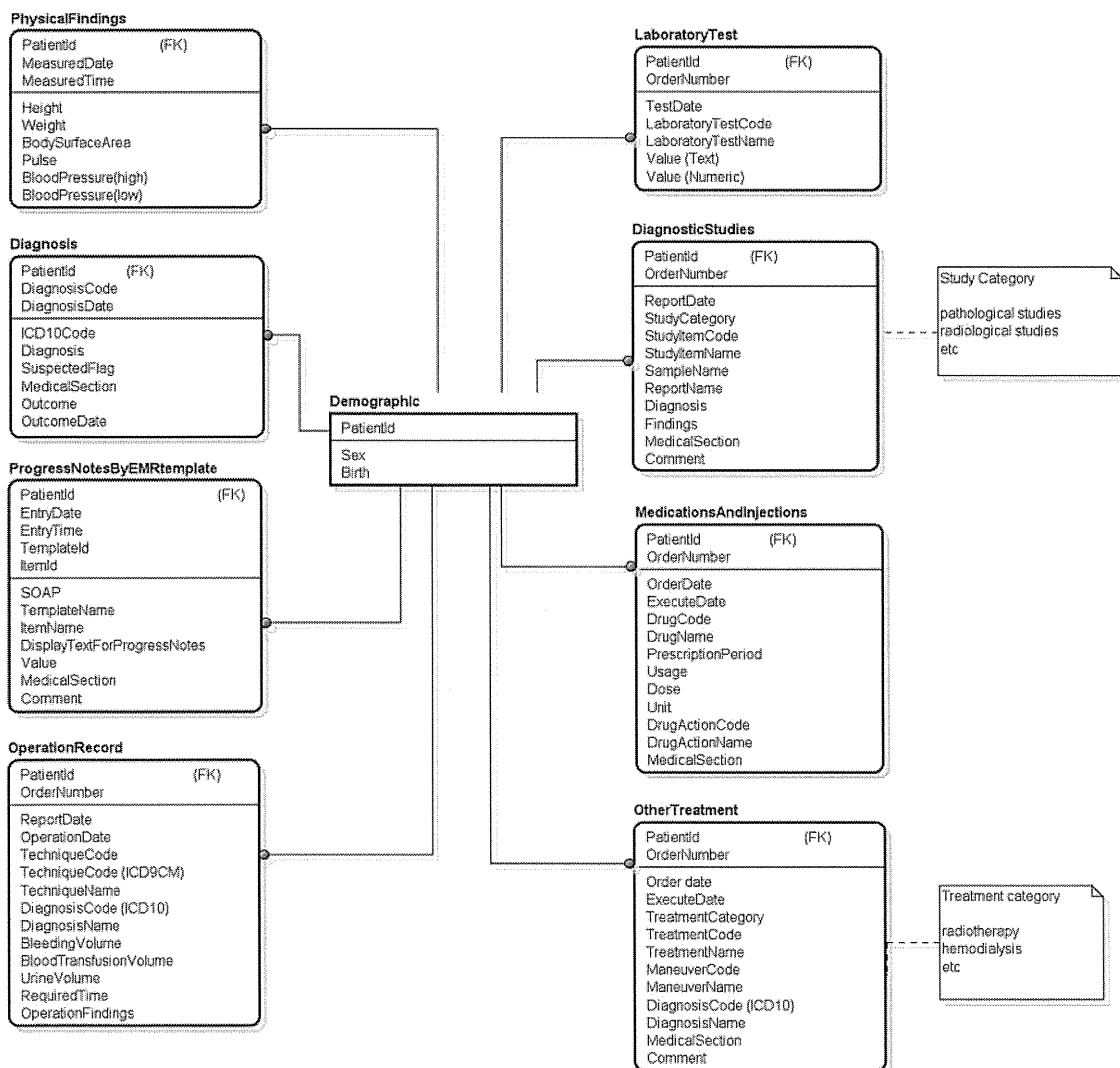 PhysicalFindings
PatientId (FK)
MeasuredDate
MeasuredTime
Height
Weight
BodySurfaceArea
Pulse
BloodPressure(high)
BloodPressure(low)
Diagnosis
PatientId (FK)
DiagnosisCode
DiagnosisDate
ICD10Code
Diagnosis
SuspectedFlag
MedicalSection
Outcome
OutcomeDate
ProgressNotesByEMRtemplate
PatientId (FK)
EntryDate
EntryTime
TemplateId
ItemId
SOAP
TemplateName
ItemName
DisplayTextForProgressNotes
Value
MedicalSection
Comment
OperationRecord
PatientId (FK)
OrderNumber
ReportDate
OperationDate
TechniqueCode
TechniqueCode (ICD9CM)
TechniqueName
DiagnosisCode (ICD10)
DiagnosisName
BleedingVolume
BloodTransfusionVolume
UrineVolume
RequiredTime
OperationFindings
Demographic
PatientId
Sex
Birth
LaboratoryTest
PatientId (FK)
OrderNumber
TestDate
LaboratoryTestCode
LaboratoryTestName
Value (Text)
Value (Numeric)
DiagnosticStudies
PatientId (FK)
OrderNumber
ReportDate
StudyCategory
StudyItemCode
StudyItemName
SampleName
ReportName
Diagnosis
Findings
MedicalSection
Comment
Study Category
pathological studies
radiological studies
etc
MedicationsAndInjections
PatientId (FK)
OrderNumber
OrderDate
ExecuteDate
DrugCode
DrugName
PrescriptionPeriod
Usage
Dose
Unit
DrugActionCode
DrugActionName
MedicalSection
OtherTreatment
PatientId (FK)
OrderNumber
Order date
ExecuteDate
TreatmentCategory
TreatmentCode
TreatmentName
ManeuverCode
ManeuverName
DiagnosisCode (ICD10)
DiagnosisName
MedicalSection
Comment
Treatment category
radiotherapy
hemodialysis
etc